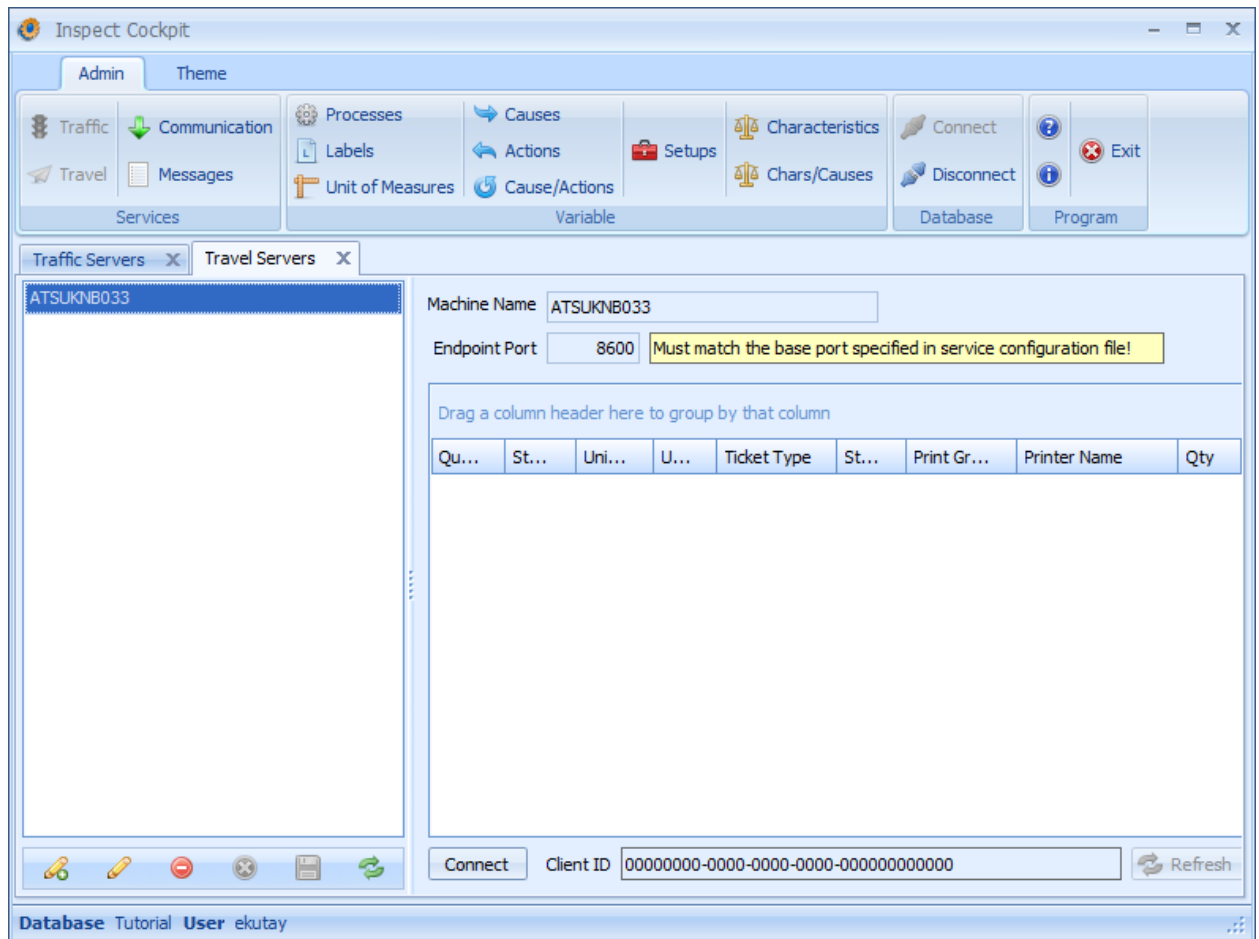 Inspect Cockpit
Admin Theme
Traffic Communication Processes Causes Characteristics Connect
Labels Actions Setups Exit
Travel Messages Unit of Measures Cause/Actions Chars/Causes Disconnect
Services Variable Database Program
Traffic Servers X Travel Servers X
ATSUKNB033
Machine Name ATSUKNB033
Endpoint Port 8600 Must match the base port specified in service configuration file!
Drag a column header here to group by that column
Qu... St... Uni... U... Ticket Type St... Print Gr... Printer Name Qty
Connect Client ID 00000000-0000-0000-0000-000000000000 Refresh
Database Tutorial User ekutay